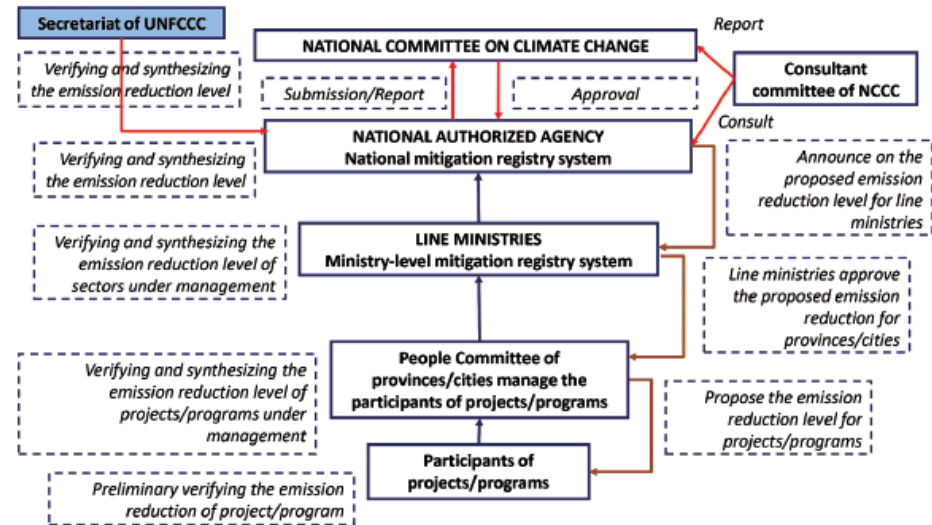 Secretariat of UNFCCC
Verifying and synthesizing
the emission reduction level
NATIONAL COMMITTEE ON CLIMATE CHANGE
Report
Consultant
committee of NCCC
Submission/Report
Approval
Consult
NATIONAL AUTHORIZED AGENCY
National mitigation registry system
Verifying and synthesizing
the emission reduction level
Announce on the
proposed emission
reduction level for line
ministries
LINE MINISTRIES
Ministry-level mitigation registry system
Verifying and synthesizing the
emission reduction level of
sectors under management
Line ministries approve
the proposed emission
reduction for
provinces/cities
People Committee of
provinces/cities manage the
participants of projects/programs
Verifying and synthesizing the
emission reduction level of
projects/programs under
management
Propose the emission
reduction level for
projects/programs
Participants of
projects/programs
Preliminary verifying the emission
reduction of project/program